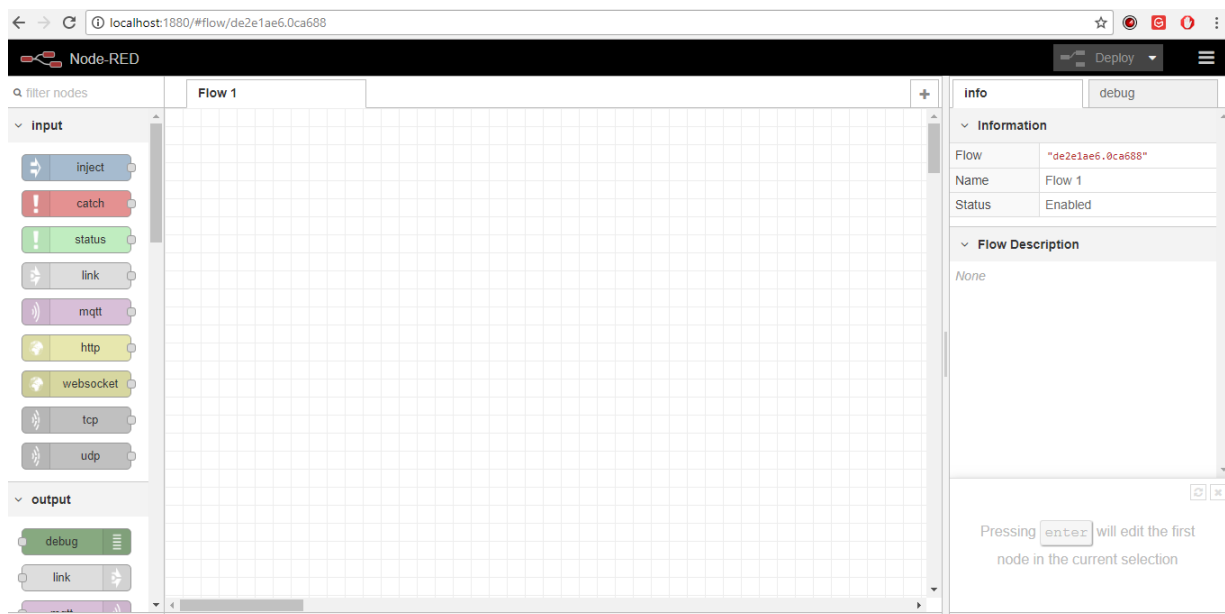 localhost:1880/#flow/de2e1ae6.0ca688
Node-RED
Deploy
filter nodes
Flow 1
info
debug
input
inject
catch
status
link
mqtt
http
websocket
tcp
udp
output
debug
link
mqtt
Information
Flow "de2e1ae6.0ca688"
Name Flow 1
Status Enabled
Flow Description
None
Pressing enter will edit the first
node in the current selection